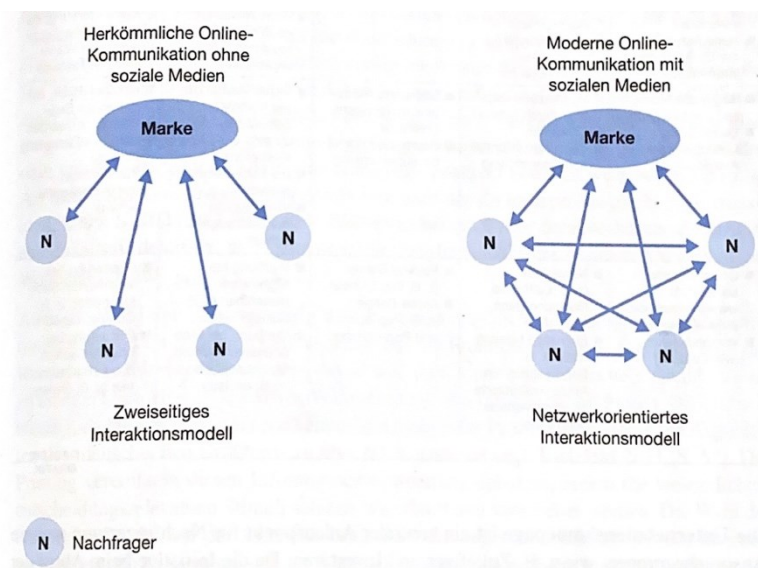 Herkömmliche Online-
Kommunikation ohne
soziale Medien
Marke
N
N
N
N
Zweiseitiges
Interaktionsmodell
Moderne Online-
Kommunikation mit
sozialen Medien
Marke
N
N
N
N
Netzwerkorientiertes
Interaktionsmodell
N Nachfrager